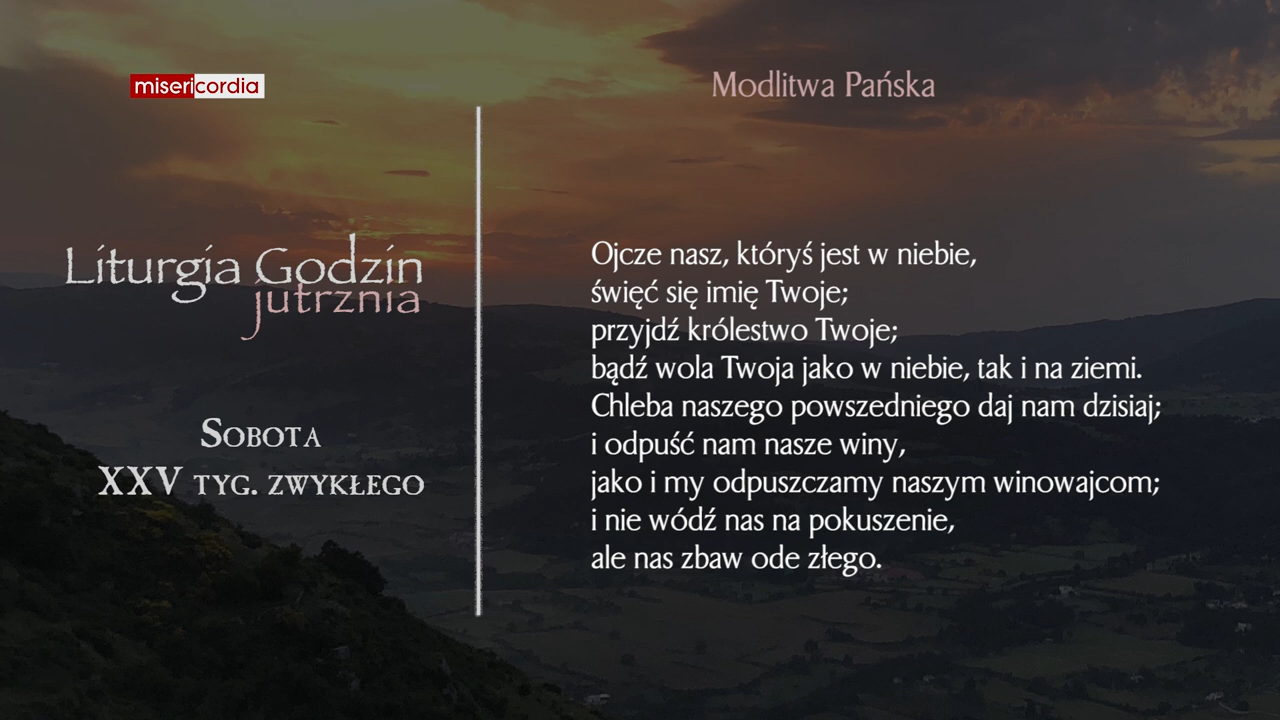 misericordia
Modlitwa Pańska
Liturgia Godzin
jutrznia
Sobota
XXV tyg. zwykłego
Ojcze nasz, któryś jest w niebie,
święć się imię Twoje;
przyjdź królestwo Twoje;
bądź wola Twoja jako w niebie, tak i na ziemi.
Chleba naszego powszedniego daj nam dzisiaj;
i odpuść nam nasze winy,
jako i my odpuszczamy naszym winowajcom;
i nie wódź nas na pokuszenie,
ale nas zbaw ode złego.